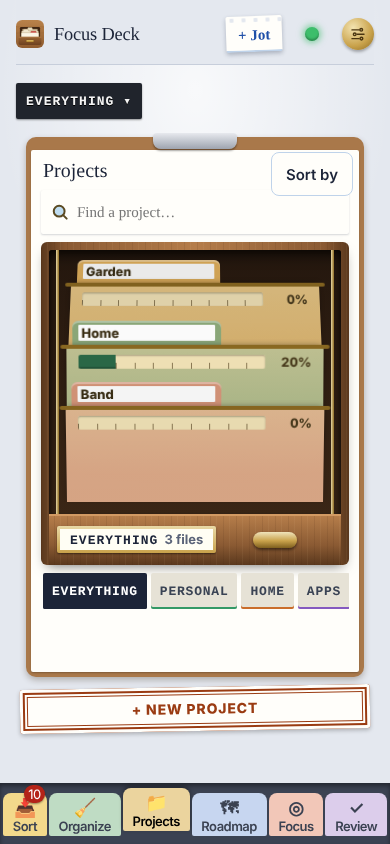 Focus Deck
+ Jot
EVERYTHING ▾
Projects
Sort by
Find a project…
Garden
0%
Home
20%
Band
0%
EVERYTHING 3 files
EVERYTHING PERSONAL HOME APPS
+ NEW PROJECT
10
Sort Organize Projects Roadmap Focus Review